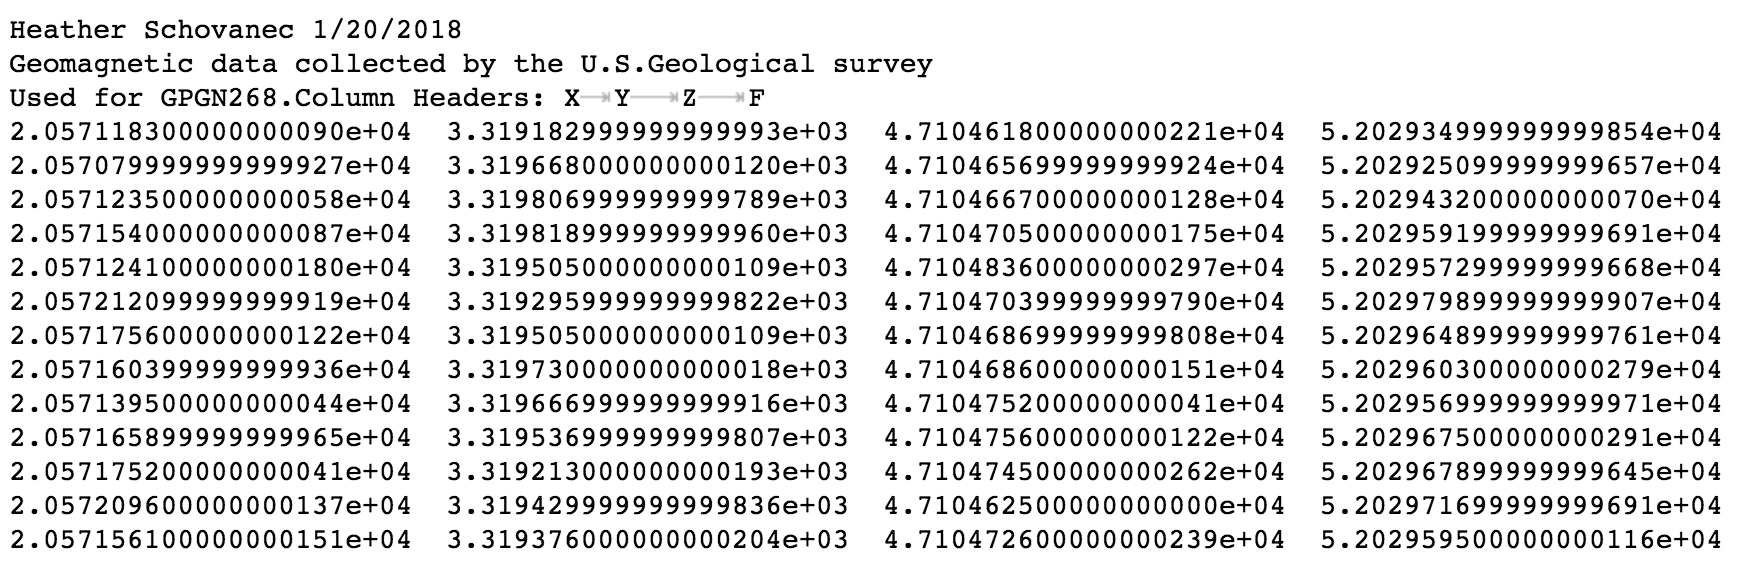 Heather Schovanec 1/20/2018
Geomagnetic data collected by the U.S.Geological survey
Used for GPGN268.Column Headers: X Y Z F
2.057118300000000090e+04 3.319182999999999993e+03 4.710461800000000221e+04 5.202934999999999854e+04
2.057079999999999927e+04 3.319668000000000120e+03 4.710465699999999924e+04 5.202925099999999657e+04
2.057123500000000058e+04 3.319806999999999789e+03 4.710466700000000128e+04 5.202943200000000070e+04
2.057154000000000087e+04 3.319818999999999960e+03 4.710470500000000175e+04 5.202959199999999691e+04
2.057124100000000180e+04 3.319505000000000109e+03 4.710483600000000297e+04 5.202957299999999668e+04
2.057212099999999919e+04 3.319295999999999822e+03 4.710470399999999790e+04 5.202979899999999907e+04
2.057175600000000122e+04 3.319505000000000109e+03 4.710468699999999808e+04 5.202964899999999761e+04
2.057160399999999936e+04 3.319730000000000018e+03 4.710468600000000151e+04 5.202960300000000279e+04
2.057139500000000044e+04 3.319666999999999916e+03 4.710475200000000041e+04 5.202956999999999971e+04
2.057165899999999965e+04 3.319536999999999807e+03 4.710475600000000122e+04 5.202967500000000291e+04
2.057175200000000041e+04 3.319213000000000193e+03 4.710474500000000262e+04 5.202967899999999645e+04
2.057209600000000137e+04 3.319429999999999836e+03 4.710462500000000000e+04 5.202971699999999691e+04
2.057156100000000151e+04 3.319376000000000204e+03 4.710472600000000239e+04 5.202959500000000116e+04